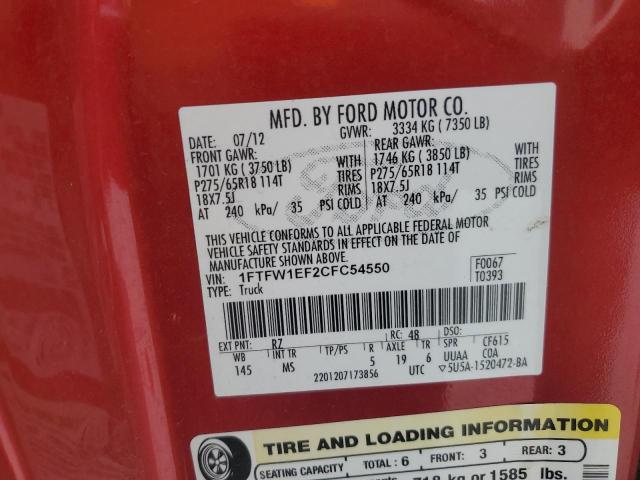 MFD. BY FORD MOTOR CO.
DATE: 07/12 GVWR: 3334 KG ( 7350 LB)
FRONT GAWR: REAR GAWR:
1701 KG ( 3750 LB) WITH 1746 KG ( 3850 LB) WITH
P275/65R18 114T TIRES P275/65R18 114T TIRES
18X7.5J RIMS 18X7.5J RIMS
AT 240 kPa/ 35 PSI COLD AT 240 kPa/ 35 PSI COLD
Ford
THIS VEHICLE CONFORMS TO ALL APPLICABLE FEDERAL MOTOR
VEHICLE SAFETY STANDARDS IN EFFECT ON THE DATE OF
MANUFACTURE SHOWN ABOVE.
VIN: 1FTFW1EF2CFC54550 F0067
TYPE: Truck T0393
EXT PNT: RZ RC: 48 DSO:
WB INT TR TP/PS R AXLE TR SPR CF615
145 MS 5 19 6 UUAA COA
2201207173856 UTC ▽5U5A-1520472-BA
TIRE AND LOADING INFORMATION
SEATING CAPACITY TOTAL: 6 FRONT: 3 REAR: 3
718 kg or 1585 lbs.